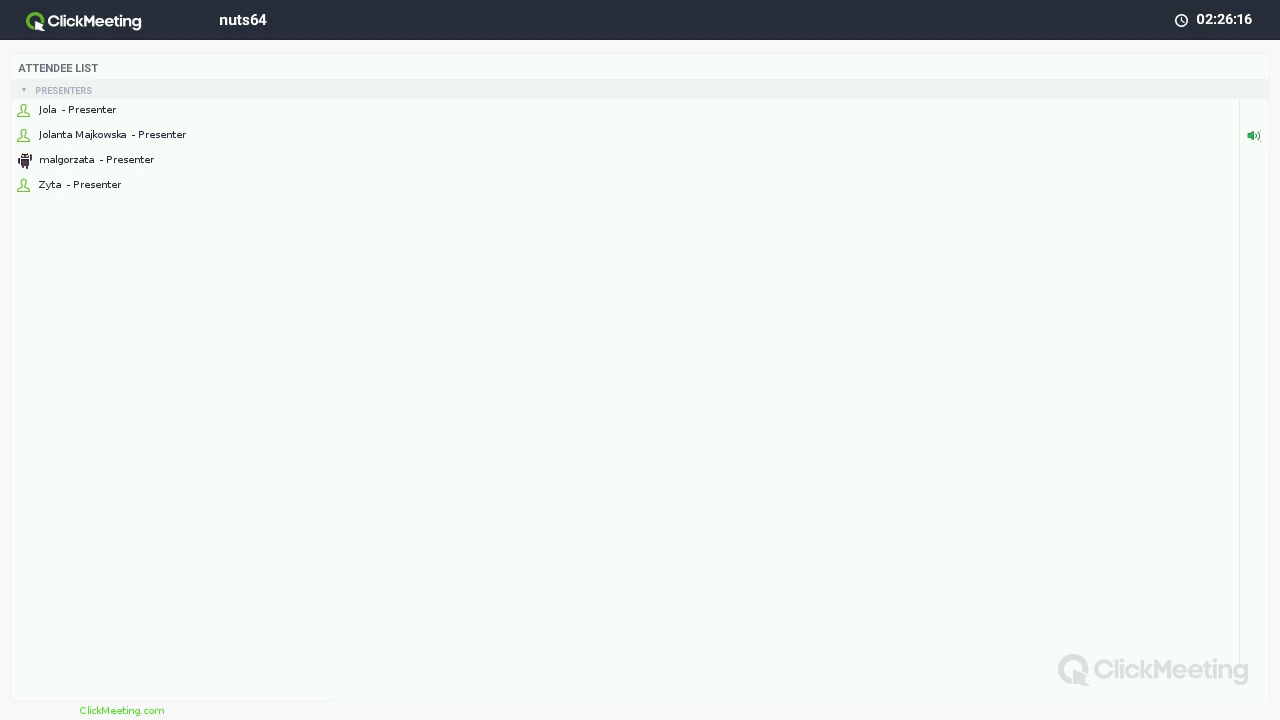 ClickMeeting nuts64 02:26:16
ATTENDEE LIST
PRESENTERS
Jola - Presenter
Jolanta Majkowska - Presenter
malgorzata - Presenter
Zyta - Presenter
ClickMeeting
ClickMeeting.com